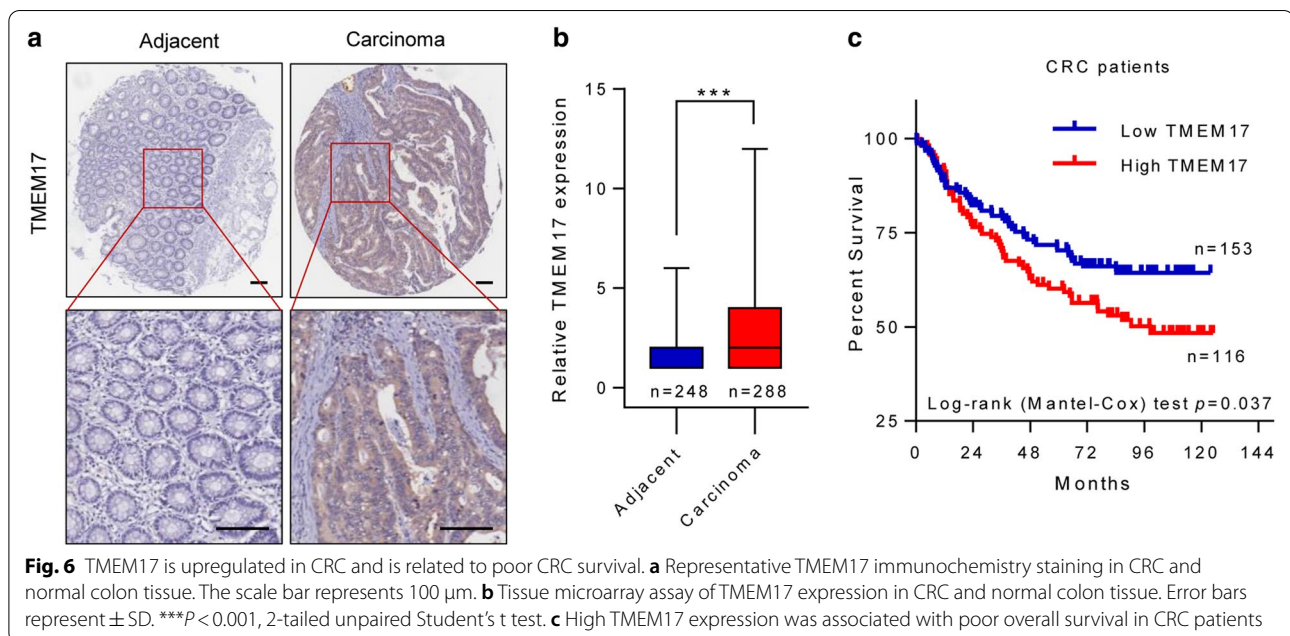 a
Adjacent
Carcinoma
TMEM17
b
Relative TMEM17 expression
15
10
5
0
***
n=248
n=288
Adjacent
Carcinoma
c
CRC patients
Low TMEM17
High TMEM17
Percent Survival
100
75
50
25
n=153
n=116
Log-rank (Mantel-Cox) test p=0.037
0 24 48 72 96 120 144
Months
Fig. 6 TMEM17 is upregulated in CRC and is related to poor CRC survival. a Representative TMEM17 immunochemistry staining in CRC and
normal colon tissue. The scale bar represents 100 μm. b Tissue microarray assay of TMEM17 expression in CRC and normal colon tissue. Error bars
represent ± SD. ***P < 0.001, 2-tailed unpaired Student's t test. c High TMEM17 expression was associated with poor overall survival in CRC patients